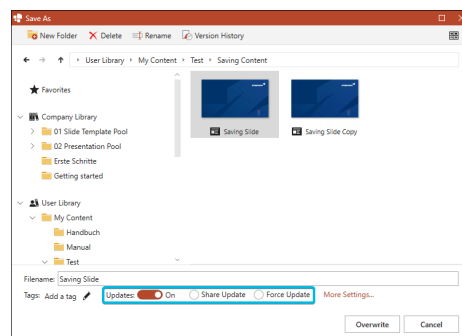 Save As
New Folder Delete Rename Version History
User Library My Content Test Saving Content
Favorites
Company Library
01 Slide Template Pool
02 Presentation Pool
Erste Schritte
Getting started
User Library
My Content
Handbuch
Manual
Test
Saving Slide
Saving Slide Copy
Filename: Saving Slide
Tags: Add a tag Updates: On Share Update Force Update More Settings...
Overwrite Cancel